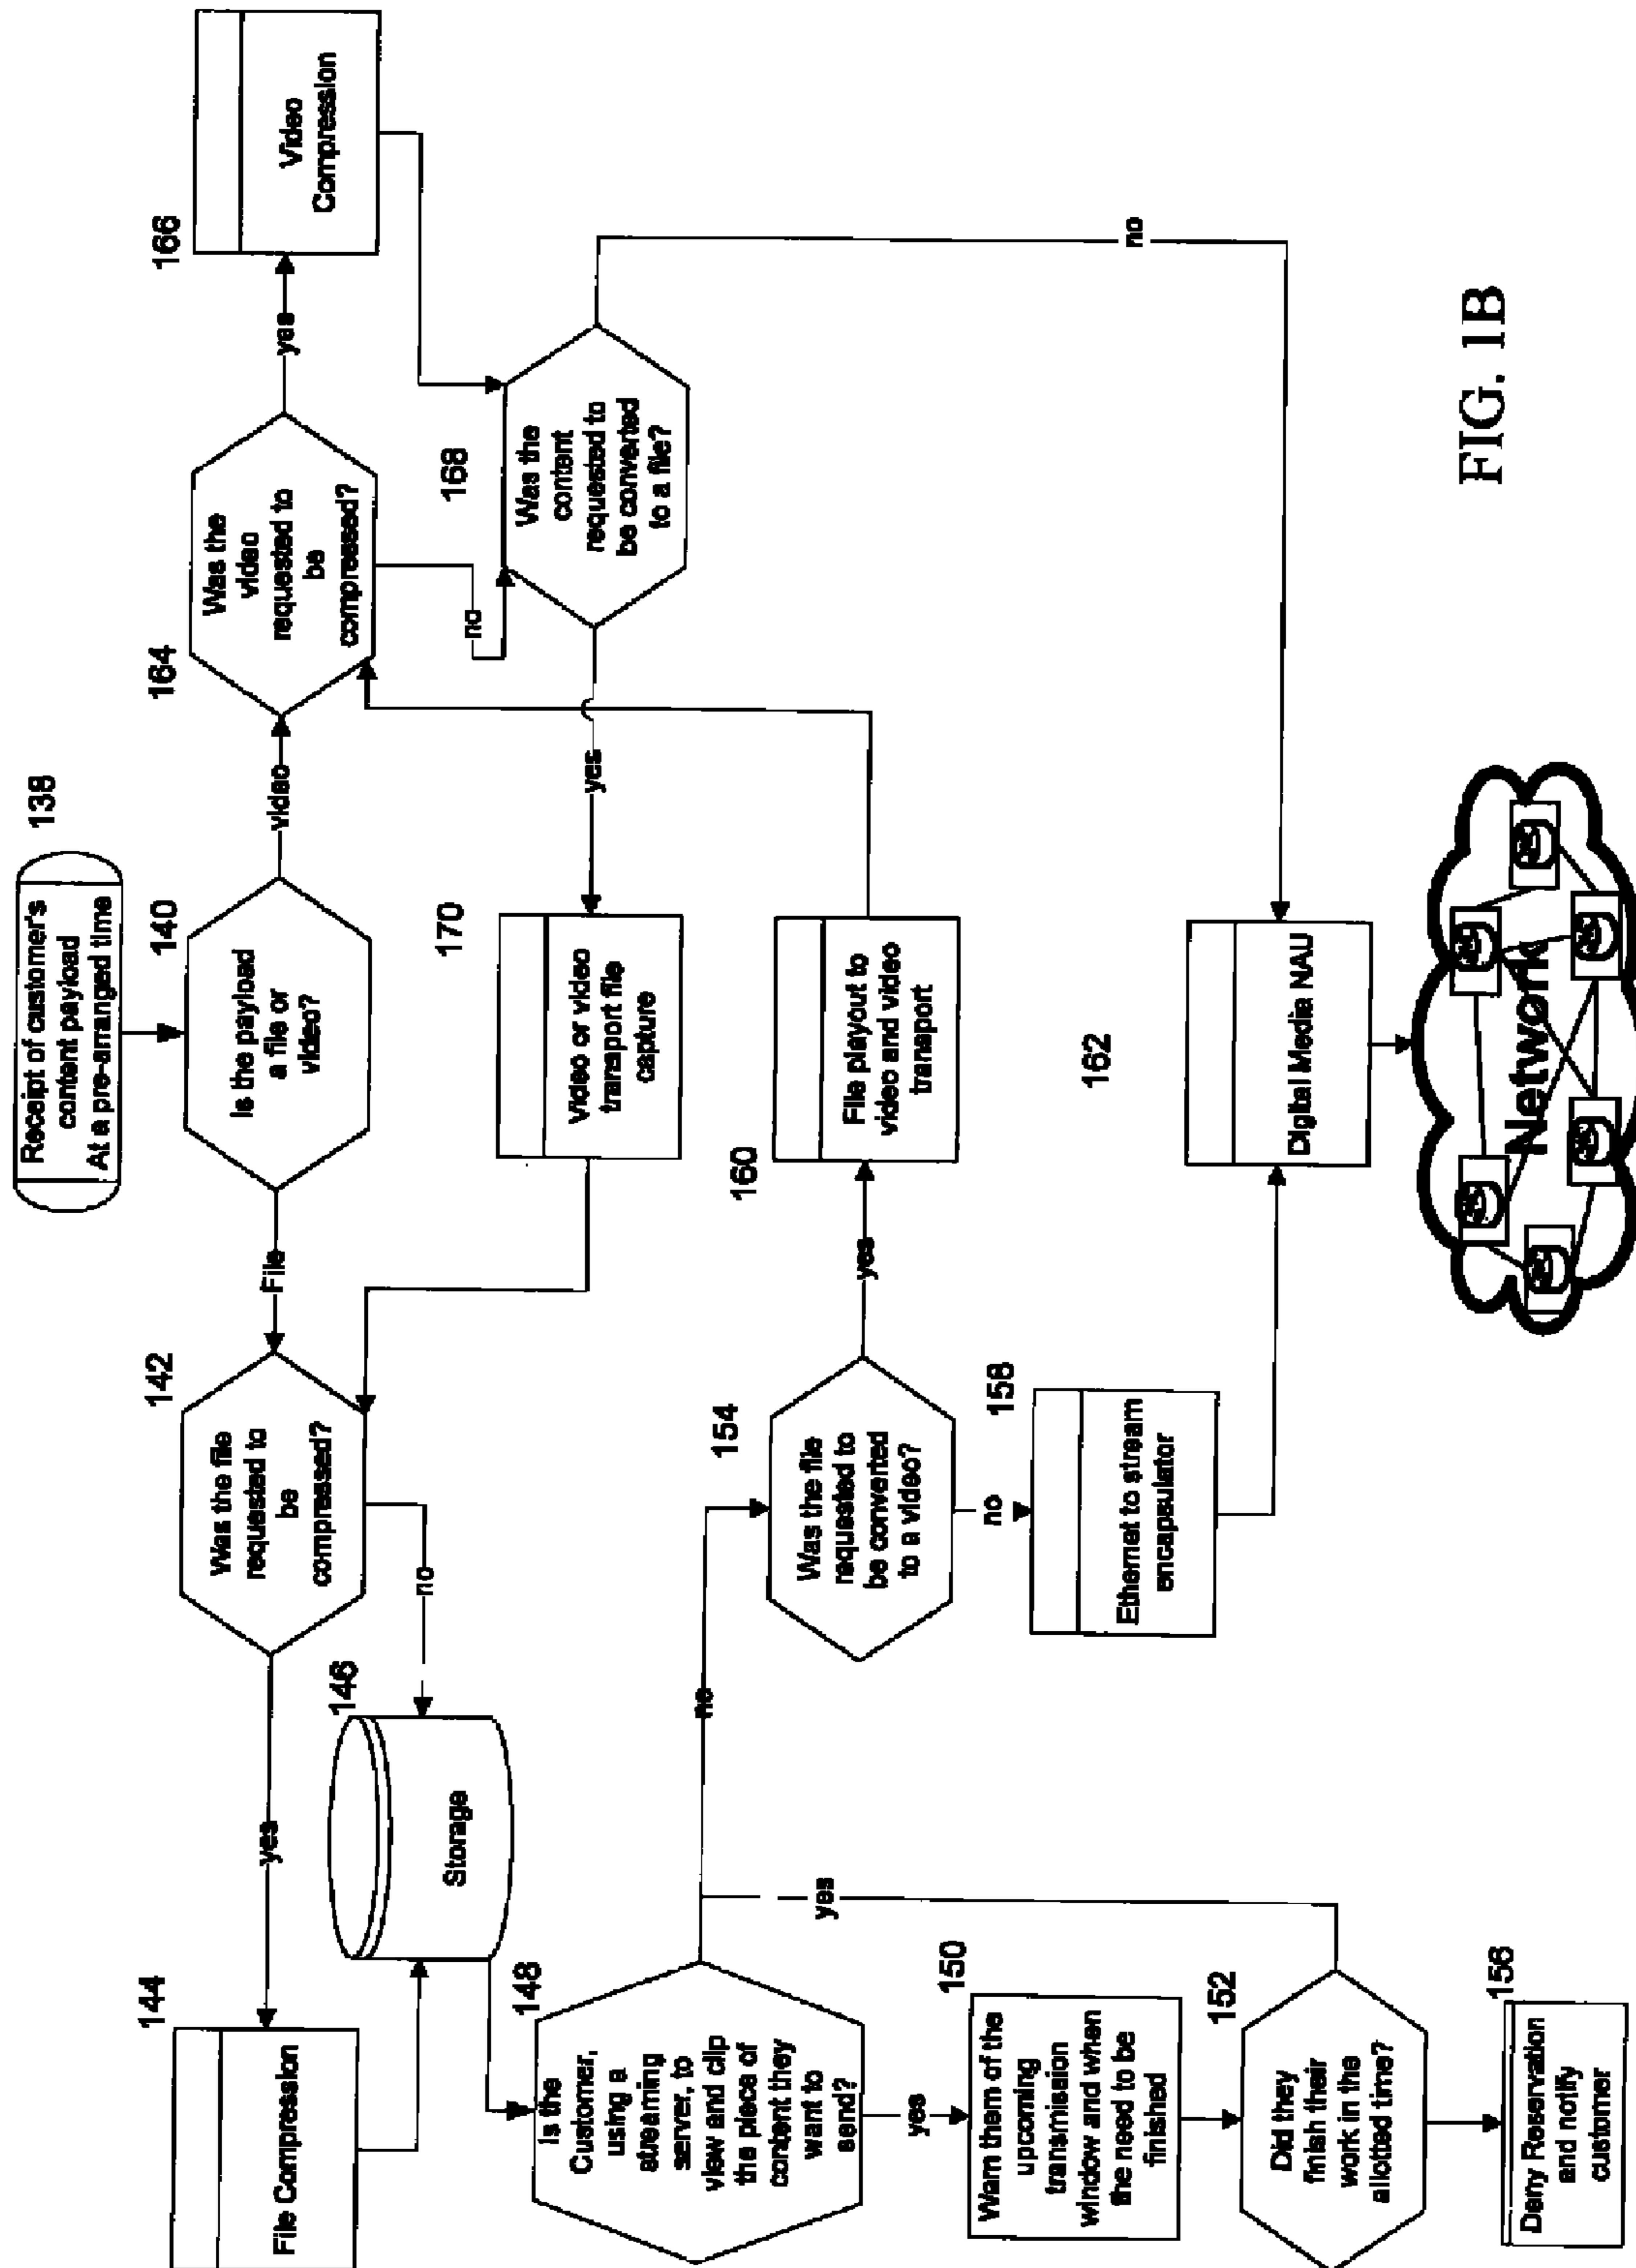 Receipt of customer's
content payload
At a pre-arranged time
138
140
Is the payload
a file or
video?
File
video
142
Was the file
requested to
be
compressed?
yes
no
144
File Compression
146
Storage
164
Was the
video
requested to
be
compressed?
yes
no
166
Video
Compression
168
Was the
content
requested to
be converted
to a file?
yes
no
170
Video or video
transport file
capture
148
is the
Customer,
using a
streaming
server, to
view and clip
the piece of
content they
want to
send?
no
yes
150
Warn them of the
upcoming
transmission
window and when
the need to be
finished
152
Did they
finish their
work in the
allotted time?
yes
156
Deny Reservation
and notify
customer
154
Was the file
requested to
be converted
to a video?
yes
no
158
Ethernet to stream
encapsulator
160
File playout to
video and video
transport
162
Digital Media NAU
Network
FIG. 1B